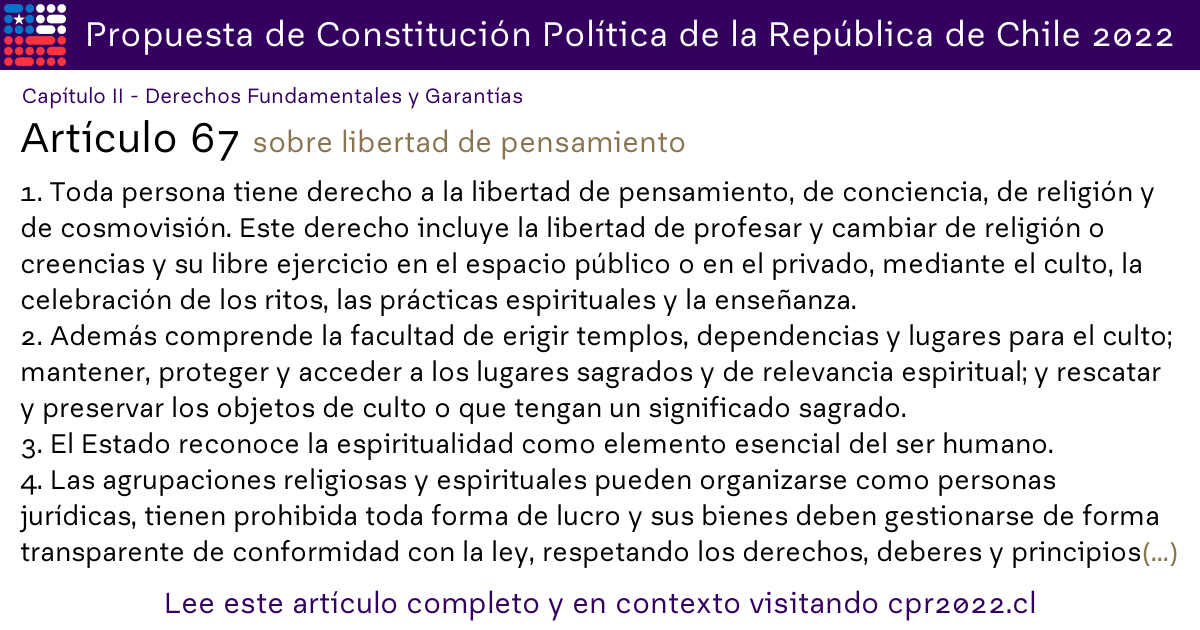 Propuesta de Constitución Política de la República de Chile 2022
Capítulo II - Derechos Fundamentales y Garantías
Artículo 67 sobre libertad de pensamiento
1. Toda persona tiene derecho a la libertad de pensamiento, de conciencia, de religión y
de cosmovisión. Este derecho incluye la libertad de profesar y cambiar de religión o
creencias y su libre ejercicio en el espacio público o en el privado, mediante el culto, la
celebración de los ritos, las prácticas espirituales y la enseñanza.
2. Además comprende la facultad de erigir templos, dependencias y lugares para el culto;
mantener, proteger y acceder a los lugares sagrados y de relevancia espiritual; y rescatar
y preservar los objetos de culto o que tengan un significado sagrado.
3. El Estado reconoce la espiritualidad como elemento esencial del ser humano.
4. Las agrupaciones religiosas y espirituales pueden organizarse como personas
jurídicas, tienen prohibida toda forma de lucro y sus bienes deben gestionarse de forma
transparente de conformidad con la ley, respetando los derechos, deberes y principios(...)
Lee este artículo completo y en contexto visitando cpr2022.cl